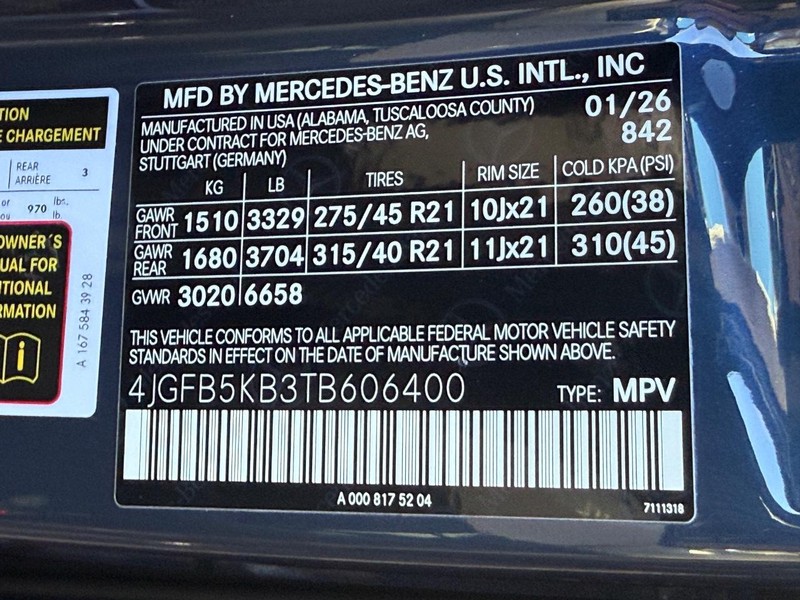 TION
E CHARGEMENT
REAR
ARRIÈRE
3
or
ou
970
lbs.
lb.
OWNER'S
UAL FOR
ITIONAL
RMATION
A 167 584 39 28
MFD BY MERCEDES-BENZ U.S. INTL., INC
MANUFACTURED IN USA (ALABAMA, TUSCALOOSA COUNTY) 01/26
UNDER CONTRACT FOR MERCEDES-BENZ AG, 842
STUTTGART (GERMANY)
KG LB TIRES RIM SIZE COLD KPA (PSI)
GAWR FRONT 1510 3329 275/45 R21 10Jx21 260(38)
GAWR REAR 1680 3704 315/40 R21 11Jx21 310(45)
GVWR 3020 6658
THIS VEHICLE CONFORMS TO ALL APPLICABLE FEDERAL MOTOR VEHICLE SAFETY
STANDARDS IN EFFECT ON THE DATE OF MANUFACTURE SHOWN ABOVE.
4JGFB5KB3TB606400 TYPE: MPV
A 000 817 52 04
7111318